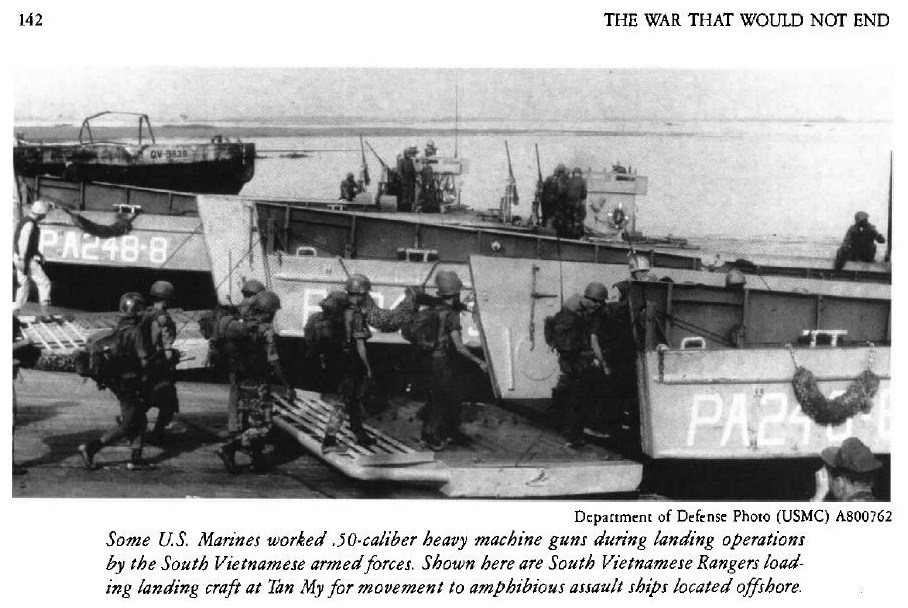 142
THE WAR THAT WOULD NOT END
QV-9838
PA248-8
PA248-8
Department of Defense Photo (USMC) A800762
Some U.S. Marines worked .50-caliber heavy machine guns during landing operations
by the South Vietnamese armed forces. Shown here are South Vietnamese Rangers load-
ing landing craft at Tan My for movement to amphibious assault ships located offshore.